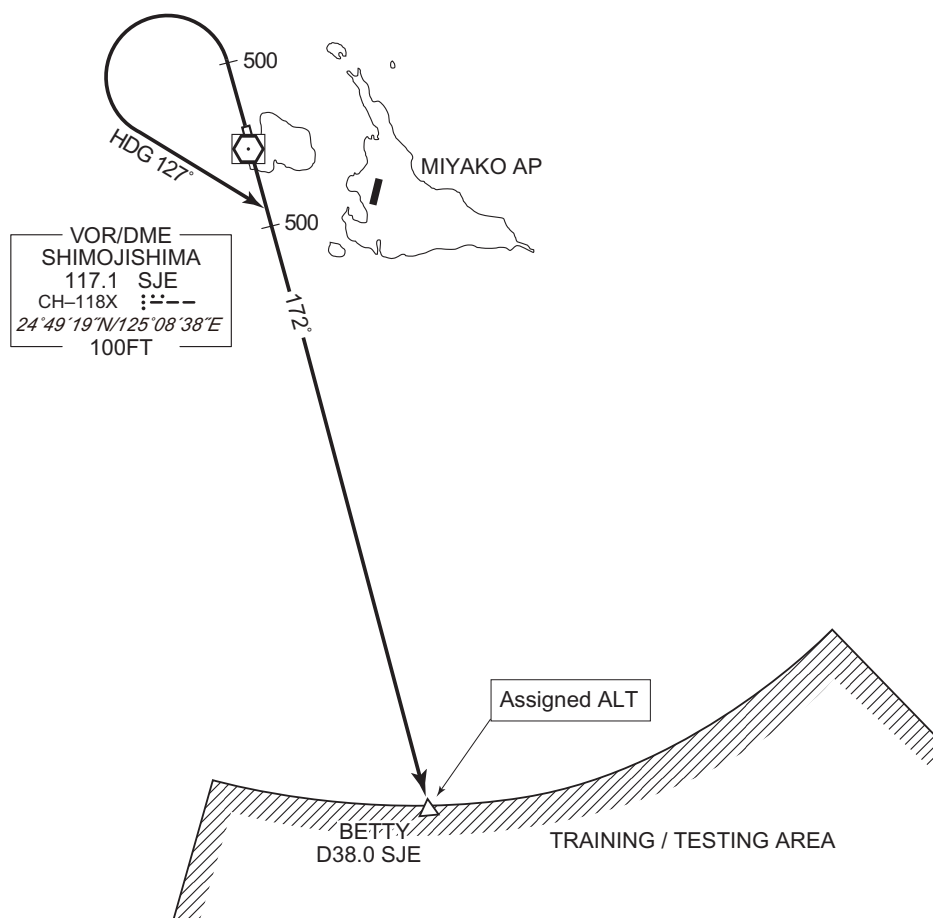 500
HDG 127°
MIYAKO AP
500
VOR/DME
SHIMOJISHIMA
117.1 SJE
CH–118X
24°49´19˝N/125°08´38˝E
100FT
172°
Assigned ALT
BETTY
D38.0 SJE
TRAINING / TESTING AREA